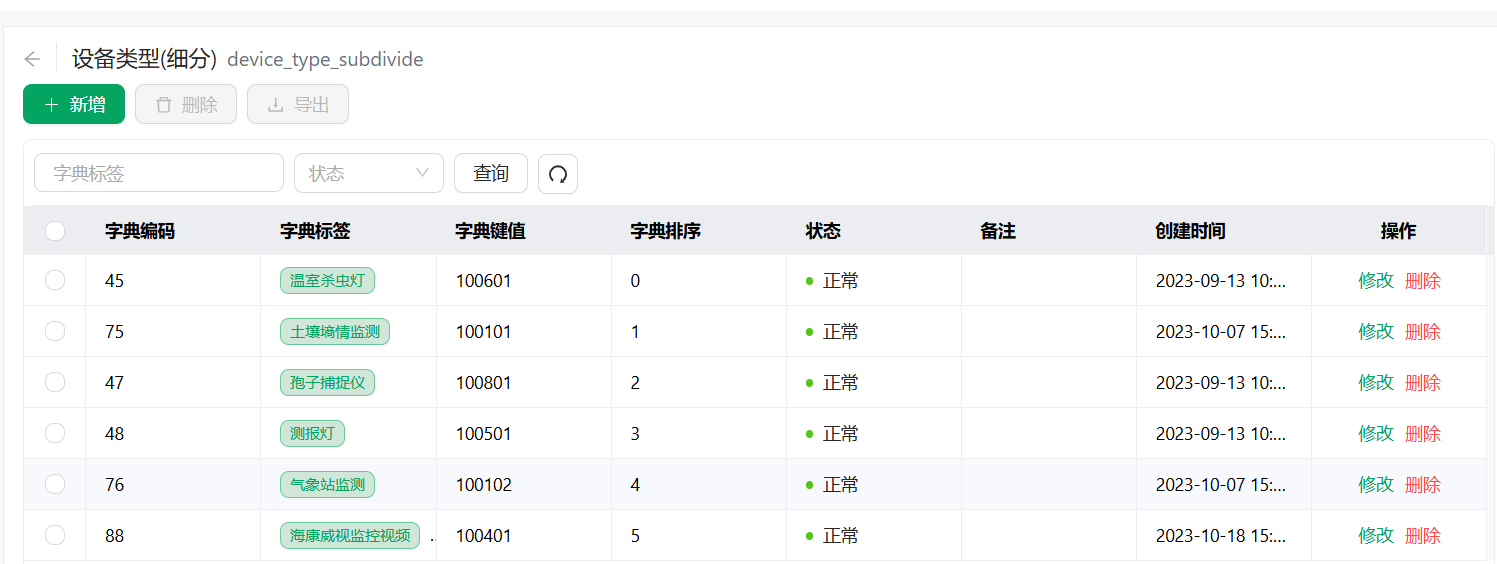 设备类型(细分) device_type_subdivide
新增 删除 导出
字典标签 状态 查询
字典编码 字典标签 字典键值 字典排序 状态 备注 创建时间 操作
45 温室杀虫灯 100601 0 正常 2023-09-13 10:... 修改 删除
75 土壤墒情监测 100101 1 正常 2023-10-07 15:... 修改 删除
47 孢子捕捉仪 100801 2 正常 2023-09-13 10:... 修改 删除
48 测报灯 100501 3 正常 2023-09-13 10:... 修改 删除
76 气象站监测 100102 4 正常 2023-10-07 15:... 修改 删除
88 海康威视监控视频 .. 100401 5 正常 2023-10-18 15:... 修改 删除